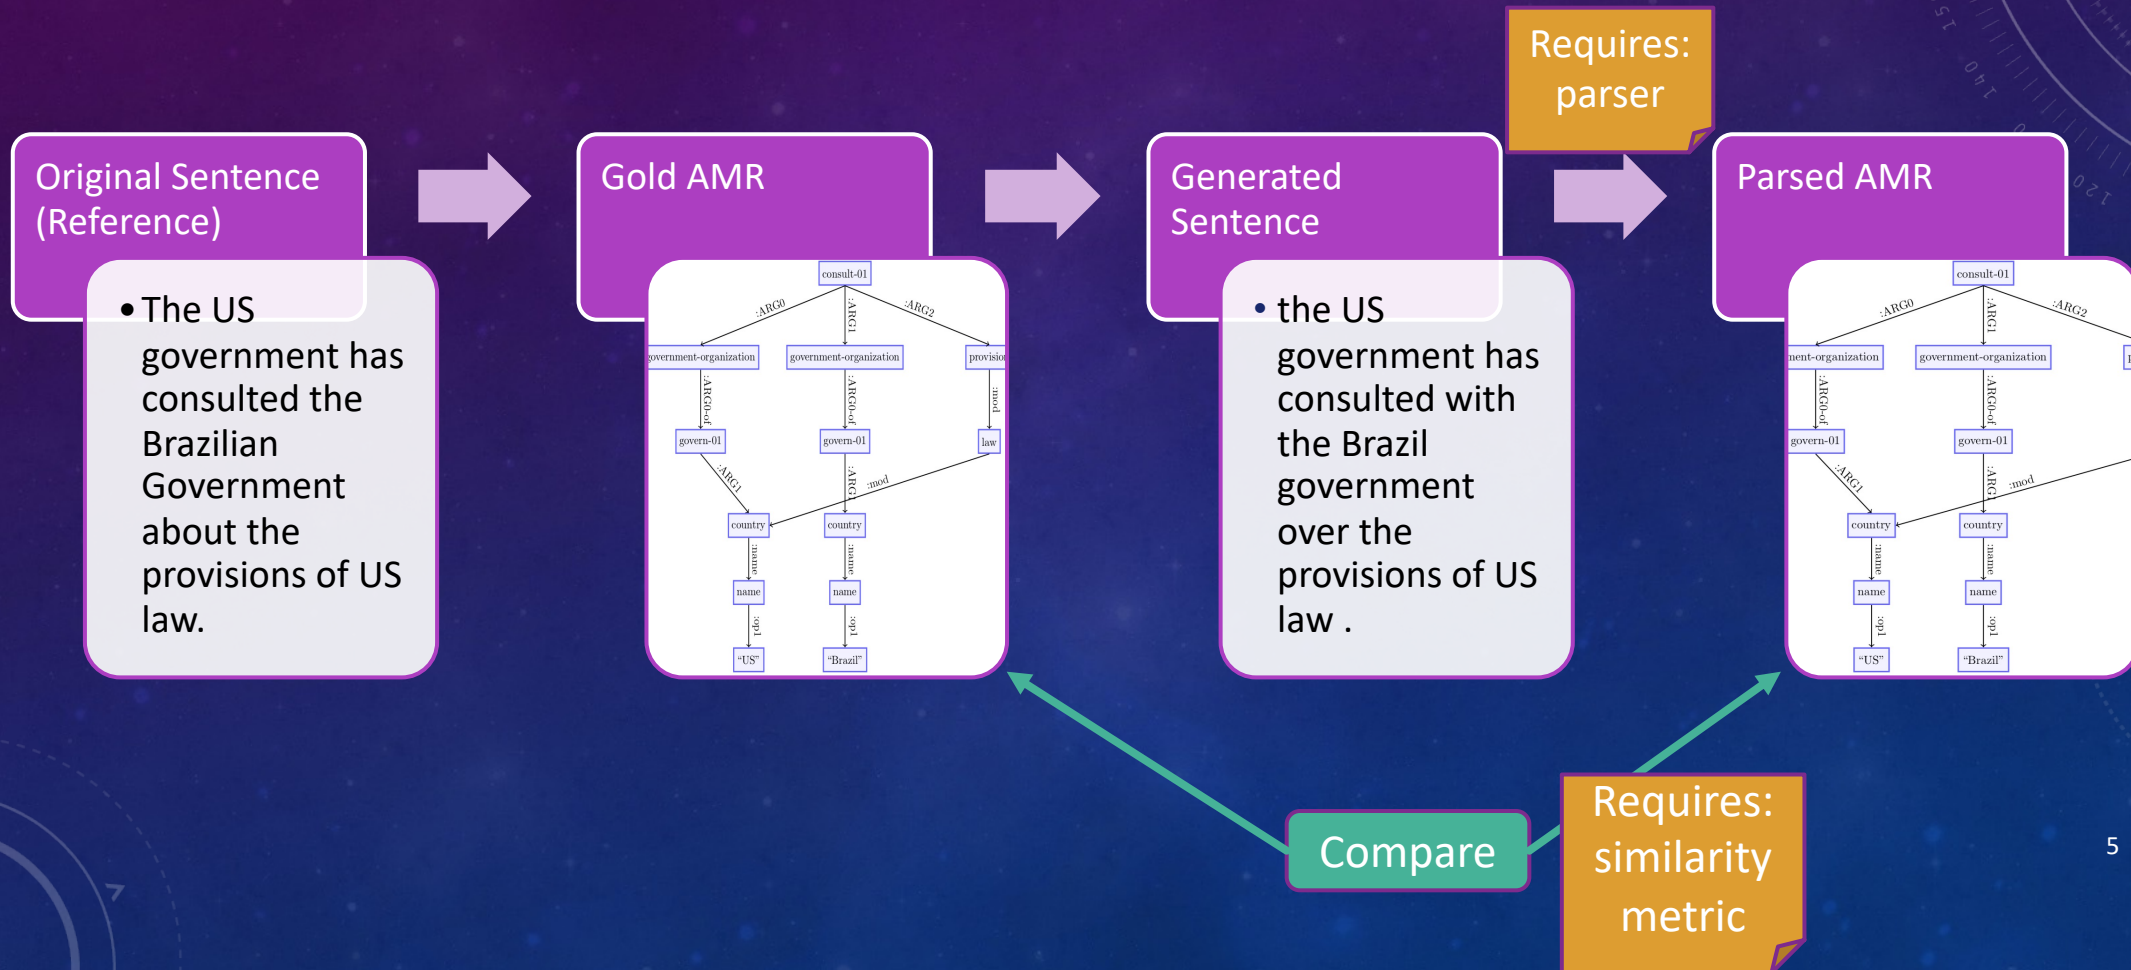 Requires:
parser
Original Sentence
(Reference)
• The US
government has
consulted the
Brazilian
Government
about the
provisions of US
law.
Gold AMR
consult-01
:ARG0
:ARG1
:ARG2
government-organization
:ARG0-of
:ARG0-of
:mod
govern-01
govern-01
law
:ARG1
:ARG1
:mod
country
country
:name
:name
name
name
:op1
:op1
“US”
“Brazil”
Generated
Sentence
• the US
government has
consulted with
the Brazil
government
over the
provisions of US
law .
Parsed AMR
consult-01
:ARG0
:ARG1
:ARG2
government-organization
:ARG0-of
:ARG0-of
govern-01
govern-01
:ARG1
:ARG1
:mod
country
country
:name
:name
name
name
:op1
:op1
“US”
“Brazil”
Compare
Requires:
similarity
metric
5